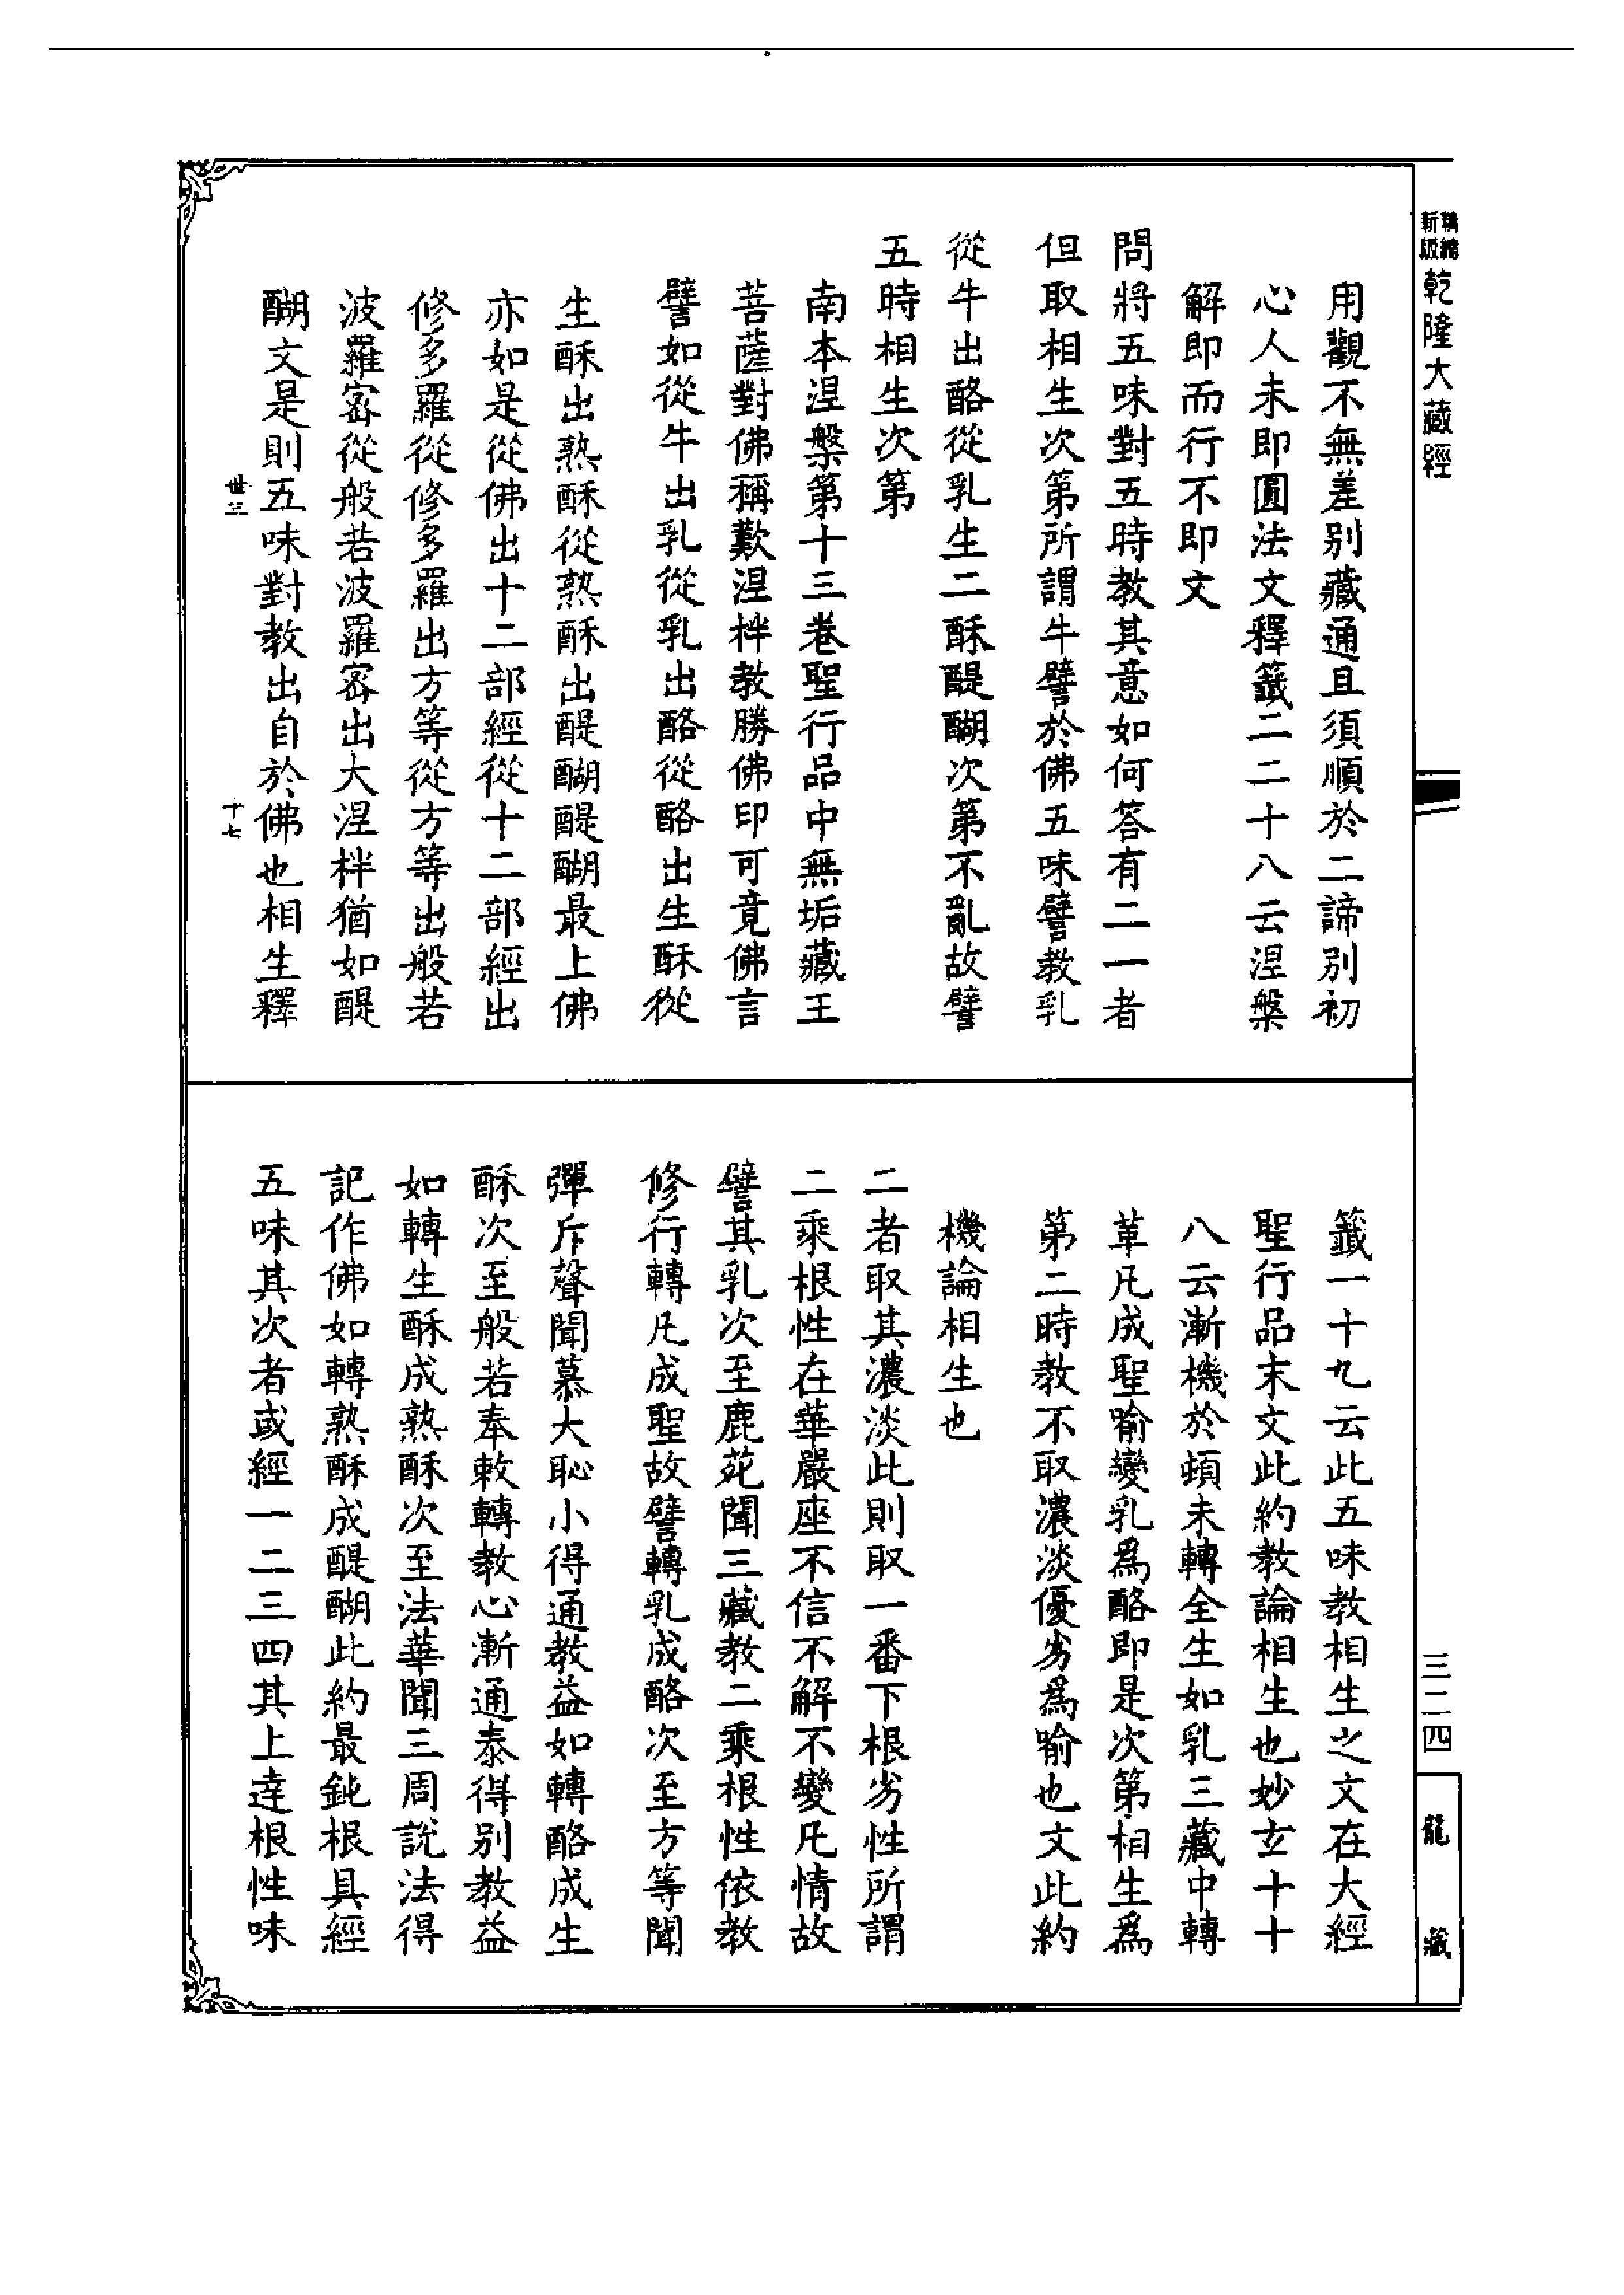 精縮新版乾隆大藏經
用觀不無差别藏通且須順於二諦别初
心人未即圓法文釋籤二二十八云涅槃
解即而行不即文
問將五味對五時教其意如何答有二一者
但取相生次第所謂牛譬於佛五味譬教乳
從牛出酪從乳生二酥醍醐次第不亂故譬
五時相生次第
南本涅槃第十三卷聖行品中無垢藏王
菩薩對佛稱歎涅柈教勝佛印可竟佛言
譬如從牛出乳從乳出酪從酪出生酥從
生酥出熟酥從熟酥出醍醐醍醐最上佛
亦如是從佛出十二部經從十二部經出
修多羅從修多羅出方等從方等出般若
波羅密從般若波羅密出大涅柈猶如醍
醐文是則五味對教出自於佛也相生釋
世三
十七
籤一十九云此五味教相生之文在大經
聖行品末文此約教論相生也妙玄十十
八云漸機於頓未轉全生如乳三藏中轉
革凡成聖喻變乳為酪即是次第相生為
第二時教不取濃淡優劣為喻也文此約
機論相生也
二者取其濃淡此則取一番下根劣性所謂
二乘根性在華嚴座不信不解不變凡情故
譬其乳次至鹿苑聞三藏教二乘根性依教
修行轉凡成聖故譬轉乳成酪次至方等聞
彈斥聲聞慕大恥小得通教益如轉酪成生
酥次至般若奉敕轉教心漸通泰得别教益
如轉生酥成熟酥次至法華聞三周說法得
記作佛如轉熟酥成醍醐此約最鈍根具經
五味其次者或經一二三四其上達根性味
三二四
龍藏